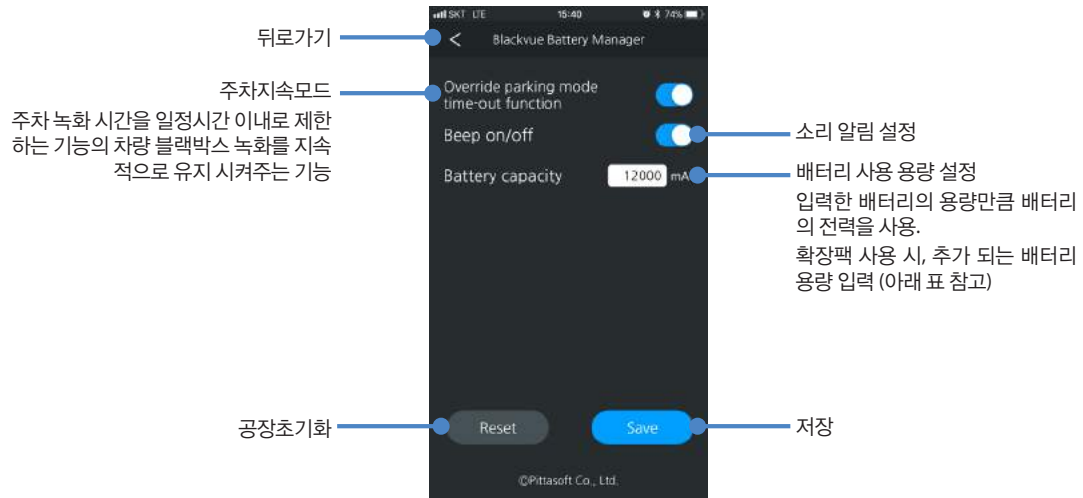 SKT LTE 15:40 74%
뒤로가기
< Blackvue Battery Manager
주차지속모드
주차 녹화 시간을 일정시간 이내로 제한
하는 기능의 차량 블랙박스 녹화를 지속
적으로 유지 시켜주는 기능
Override parking mode
time-out function
Beep on/off
소리 알림 설정
Battery capacity 12000 mA
배터리 사용 용량 설정
입력한 배터리의 용량만큼 배터리
의 전력을 사용.
확장팩 사용 시, 추가 되는 배터리
용량 입력 (아래 표 참고)
공장초기화
Reset
Save
저장
©Pittasoft Co., Ltd.